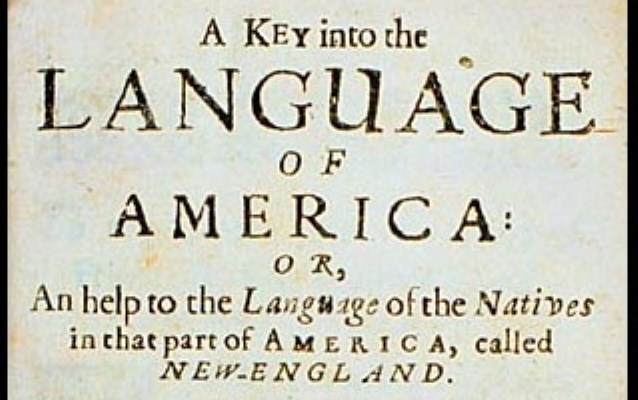 A KEY into the
LANGUAGE
OF
AMERICA:
OR,
An help to the Language of the Natives
in that part of AMERICA, called
NEW-ENGLAND.